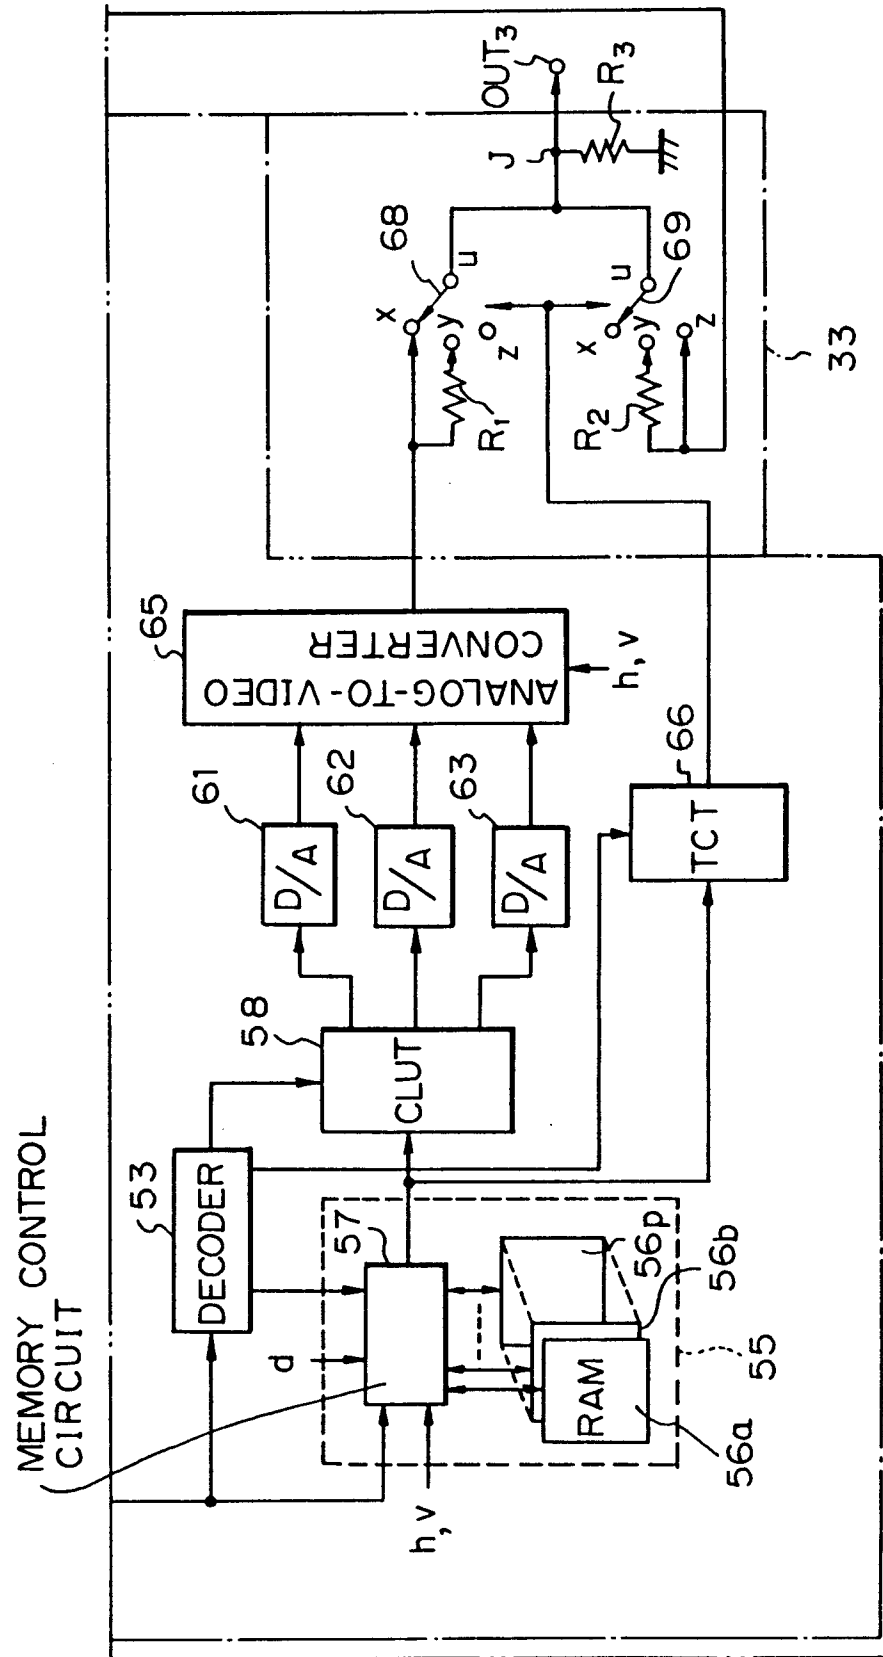 MEMORY CONTROL
CIRCUIT
53
DECODER
58
CLUT
57
d
h,v
RAM
56a
56b
56p
55
61
D/A
62
D/A
63
D/A
65
ANALOG-TO-VIDEO
CONVERTER
h,v
66
TCT
68
x
y
z
u
R1
69
x
y
z
u
R2
J
OUT3
R3
33